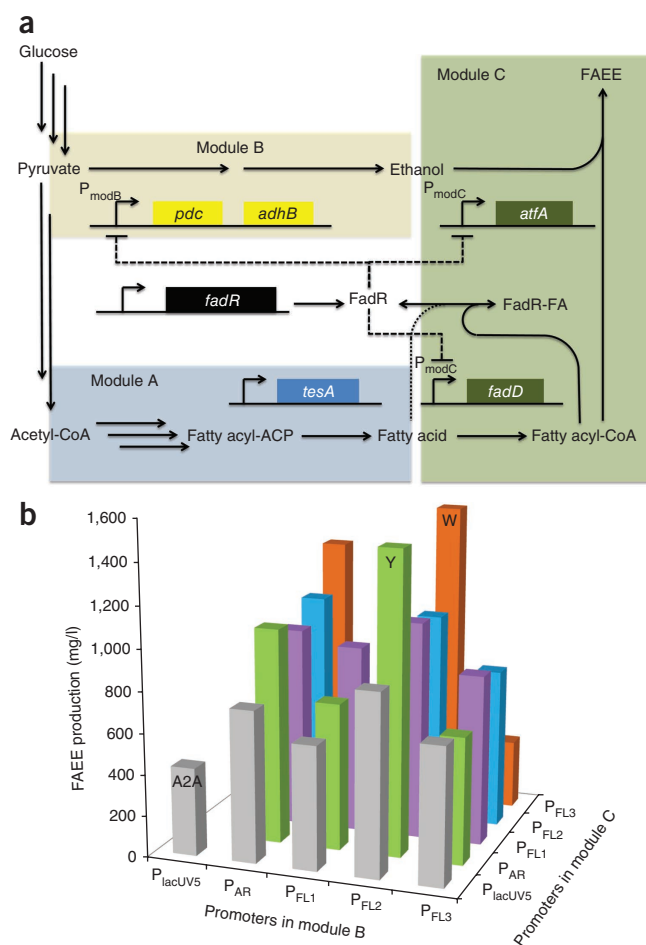 a
Glucose
Module C
FAEE
Module B
Pyruvate
Ethanol
PmodB
pdc
adhB
PmodC
atfA
fadR
FadR
FadR-FA
Module A
PmodC
tesA
fadD
Acetyl-CoA
Fatty acyl-ACP
Fatty acid
Fatty acyl-CoA
b
FAEE production (mg/l)
1,600
1,400
1,200
1,000
800
600
400
200
0
A2A
Y
W
PlacUV5
PAR
PFL1
PFL2
PFL3
Promoters in module B
PFL3
PFL2
PFL1
PAR
PlacUV5
Promoters in module C